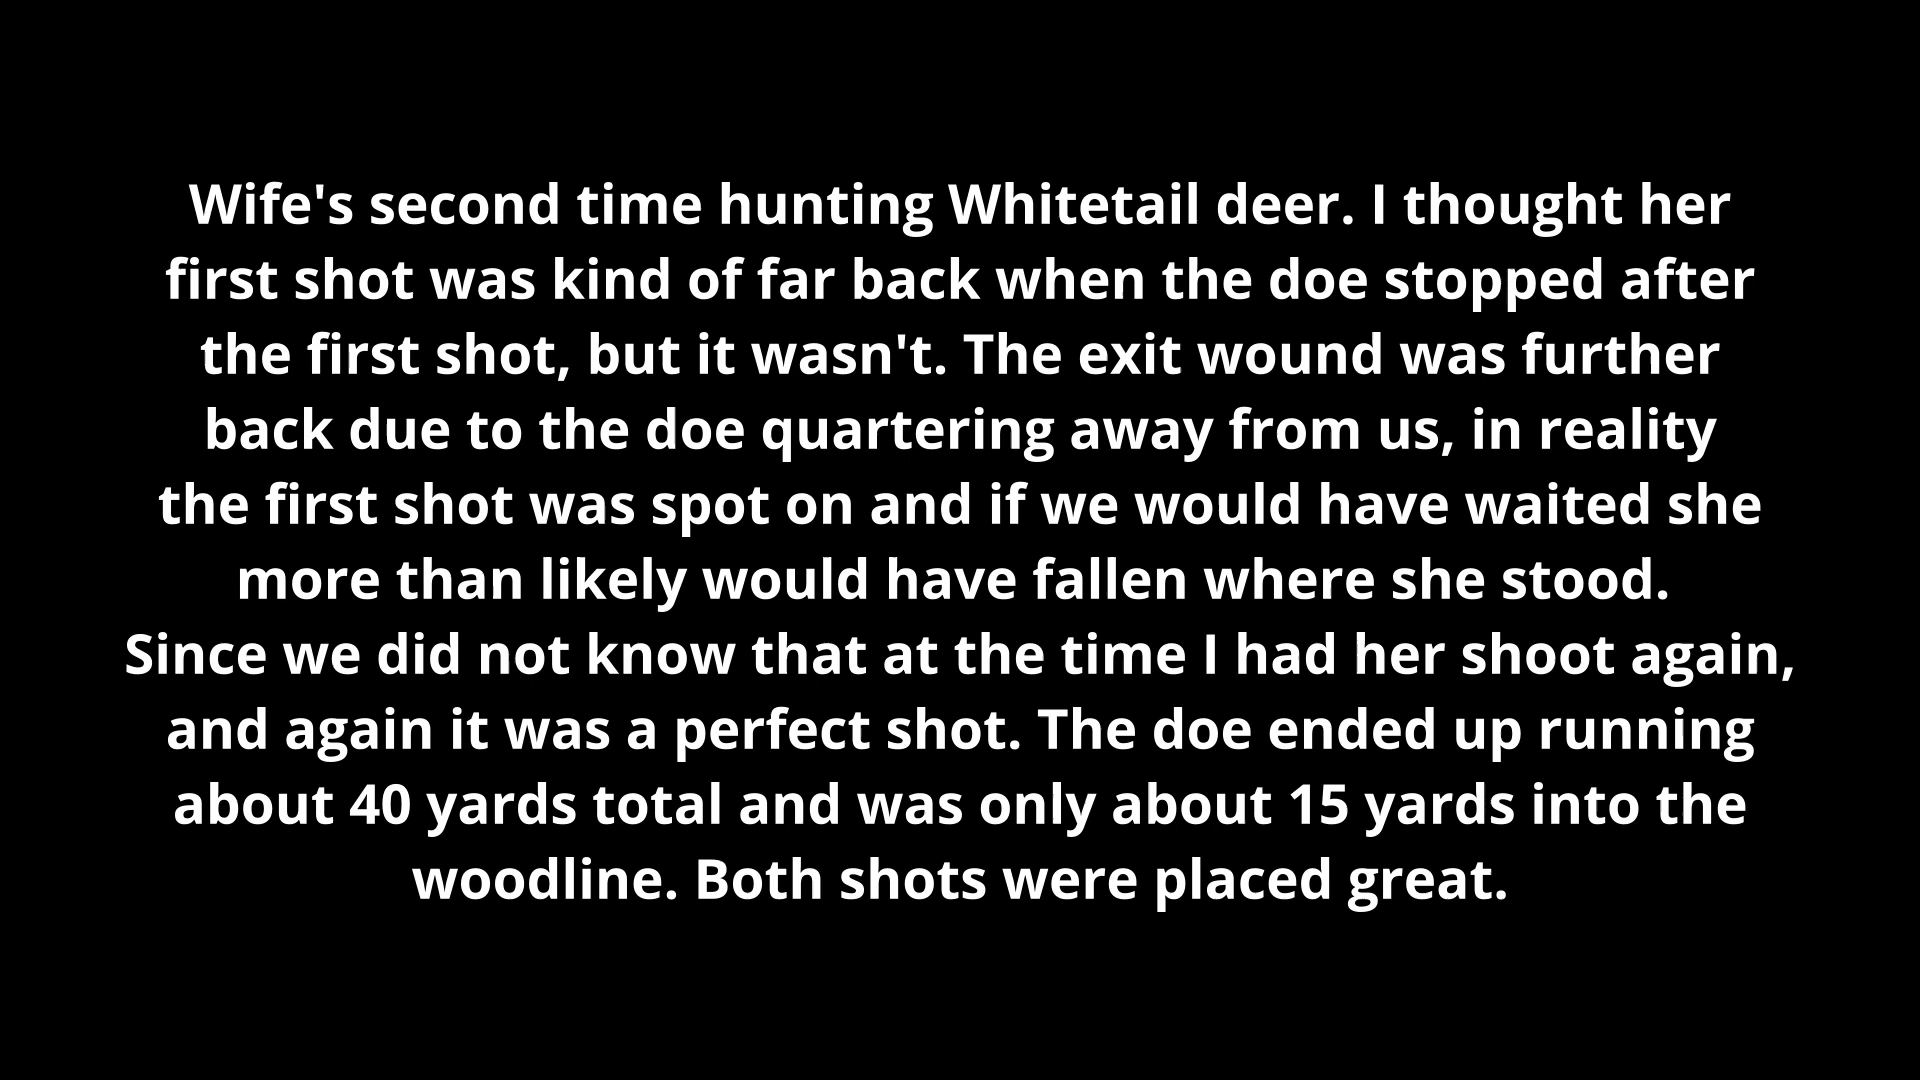 Wife's second time hunting Whitetail deer. I thought her
first shot was kind of far back when the doe stopped after
the first shot, but it wasn't. The exit wound was further
back due to the doe quartering away from us, in reality
the first shot was spot on and if we would have waited she
more than likely would have fallen where she stood.
Since we did not know that at the time I had her shoot again,
and again it was a perfect shot. The doe ended up running
about 40 yards total and was only about 15 yards into the
woodline. Both shots were placed great.